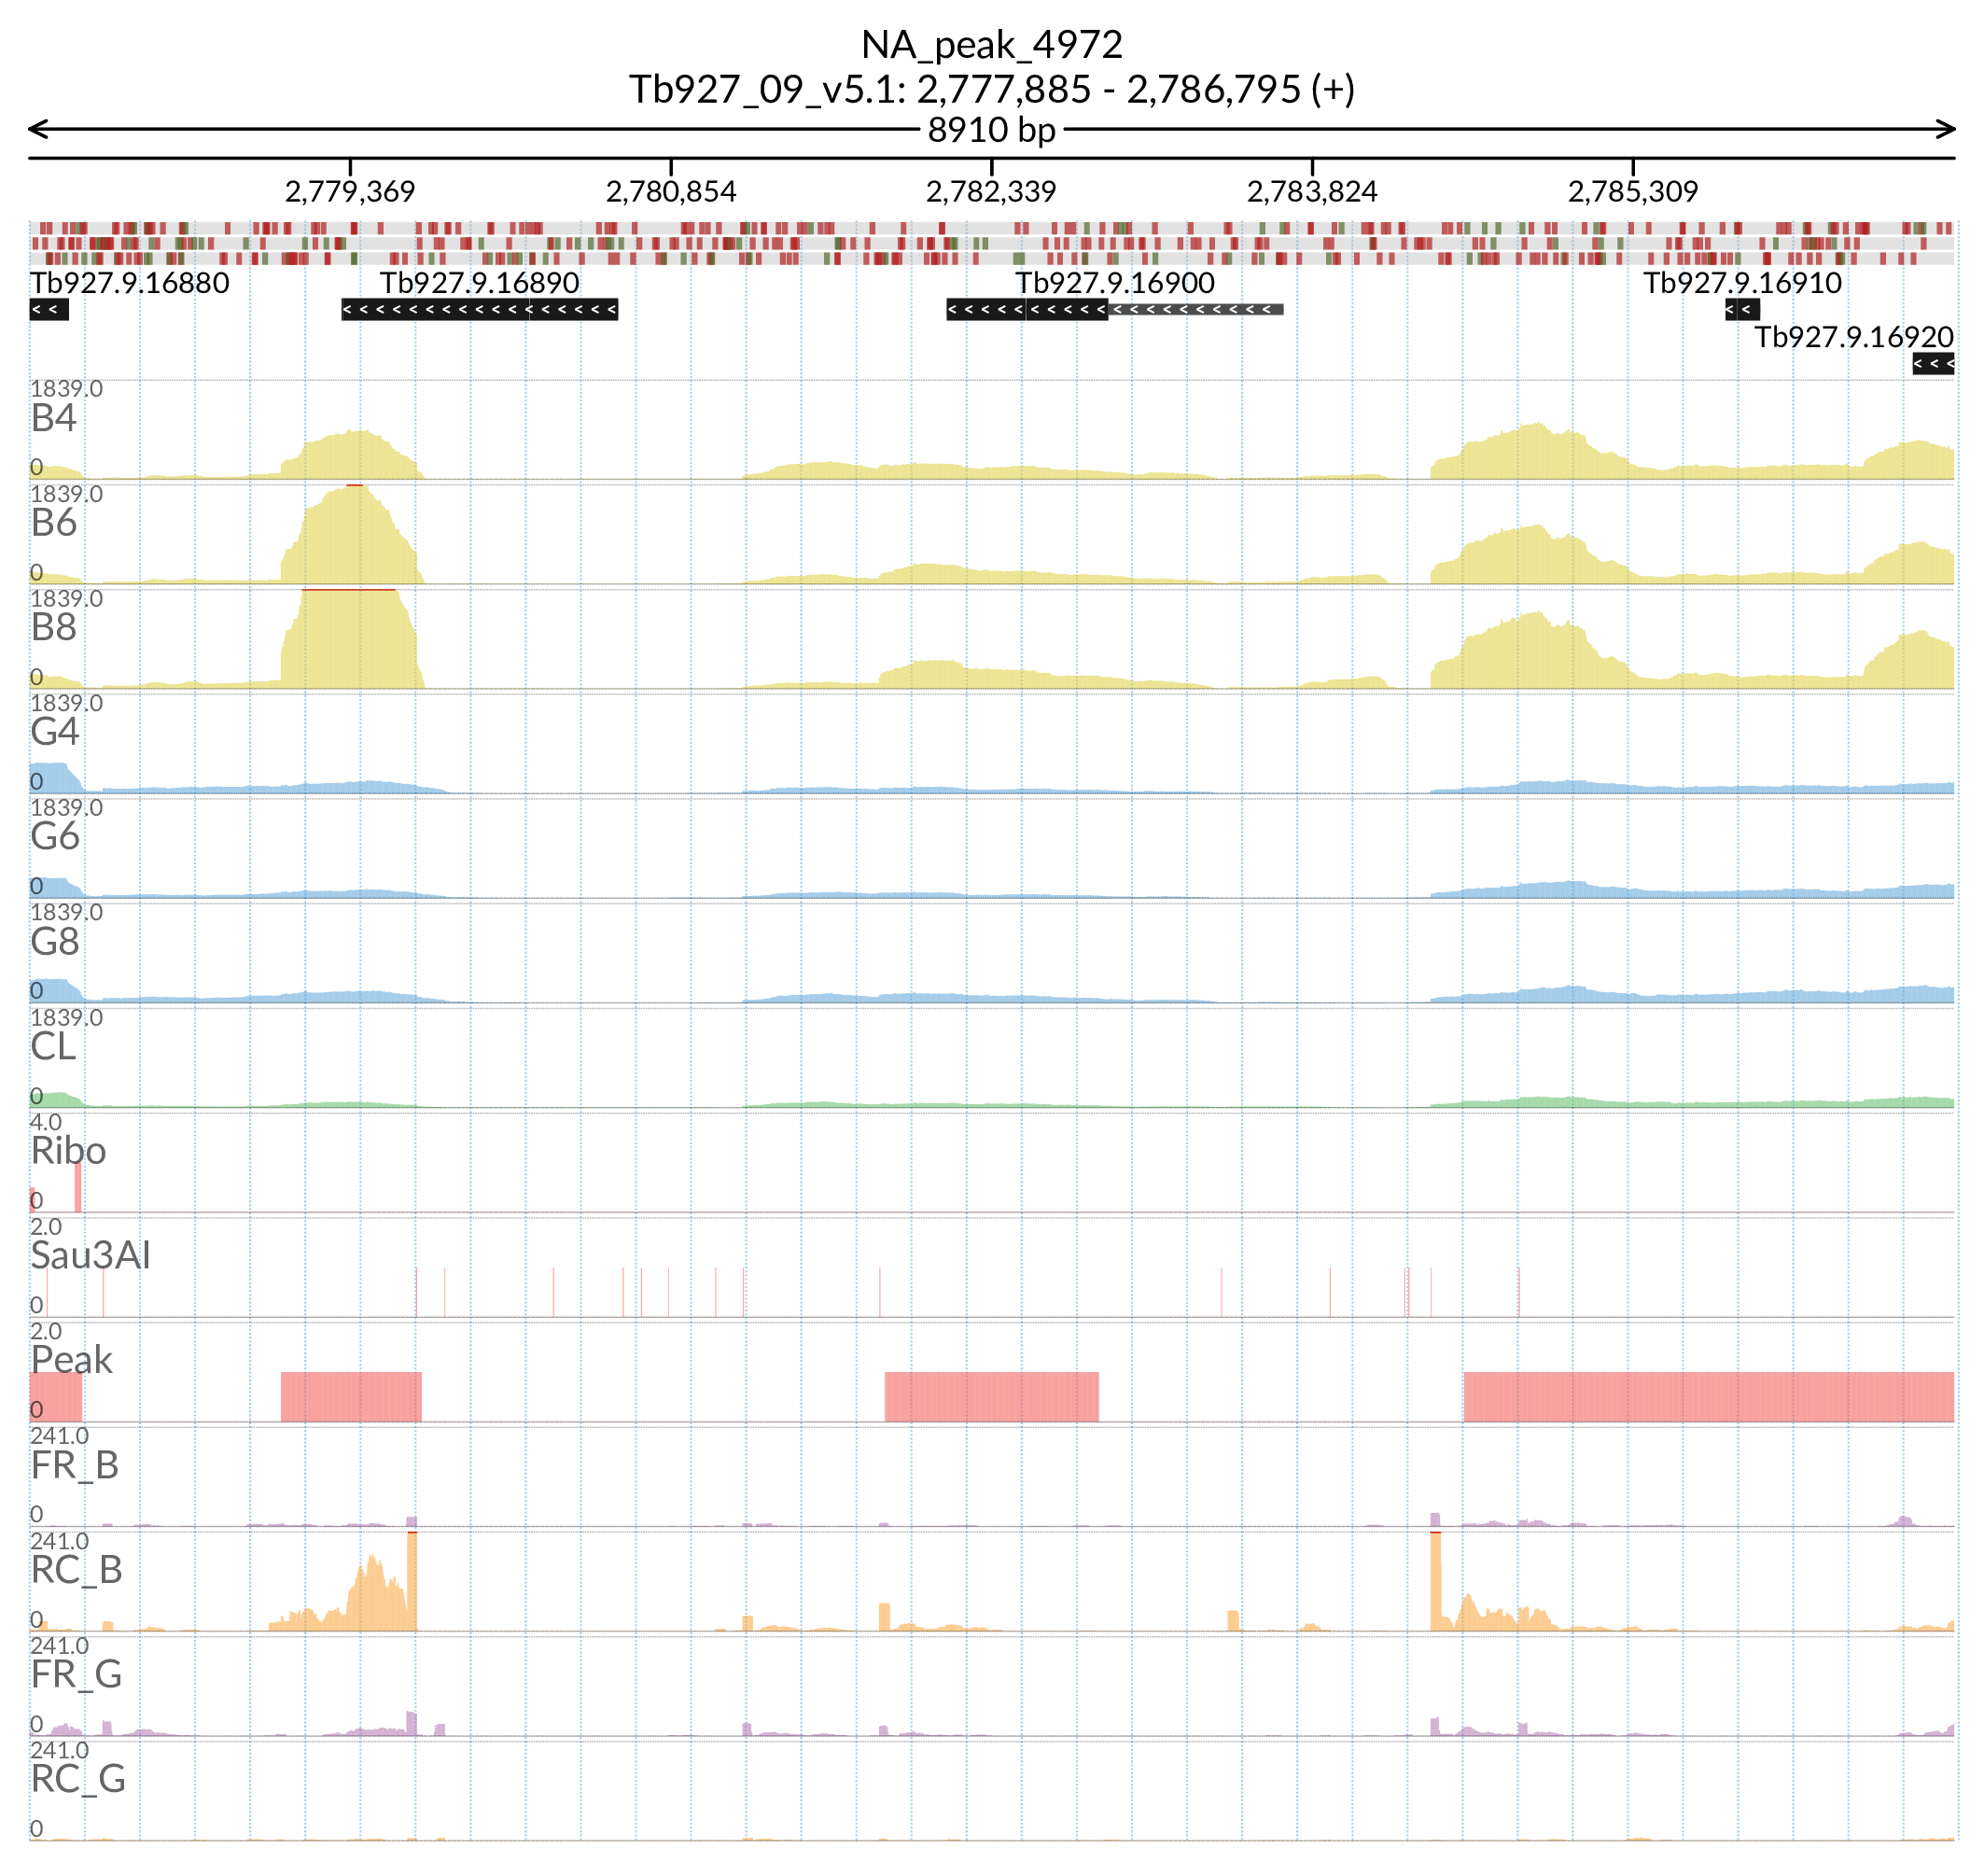 NA_peak_4972
Tb927_09_v5.1: 2,777,885 - 2,786,795 (+)
8910 bp
2,779,369 2,780,854 2,782,339 2,783,824 2,785,309
Tb927.9.16880 Tb927.9.16890 Tb927.9.16900 Tb927.9.16910
Tb927.9.16920
1839.0
B4
0
1839.0
B6
0
1839.0
B8
0
1839.0
G4
0
1839.0
G6
0
1839.0
G8
0
1839.0
CL
0
4.0
Ribo
0
2.0
Sau3AI
0
2.0
Peak
0
241.0
FR_B
0
241.0
RC_B
0
241.0
FR_G
0
241.0
RC_G
0